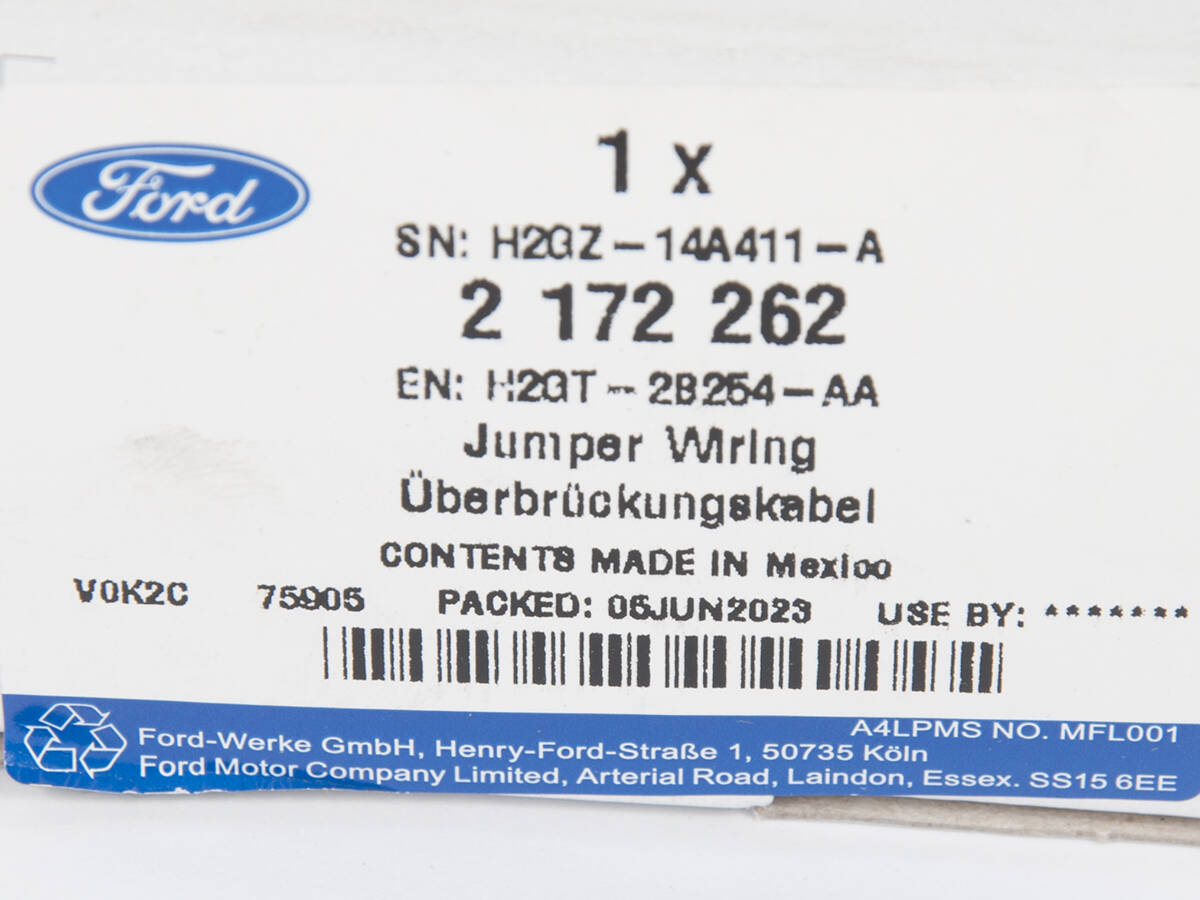 Ford
1 x
SN: H2GZ-14A411-A
2 172 262
EN: H2GT-2B254-AA
Jumper Wiring
Überbrückungskabel
CONTENTS MADE IN Mexico
V0K2C 75905 PACKED: 06JUN2023 USE BY: *******
A4LPMS NO. MFL001
Ford-Werke GmbH, Henry-Ford-Straße 1, 50735 Köln
Ford Motor Company Limited, Arterial Road, Laindon, Essex. SS15 6EE